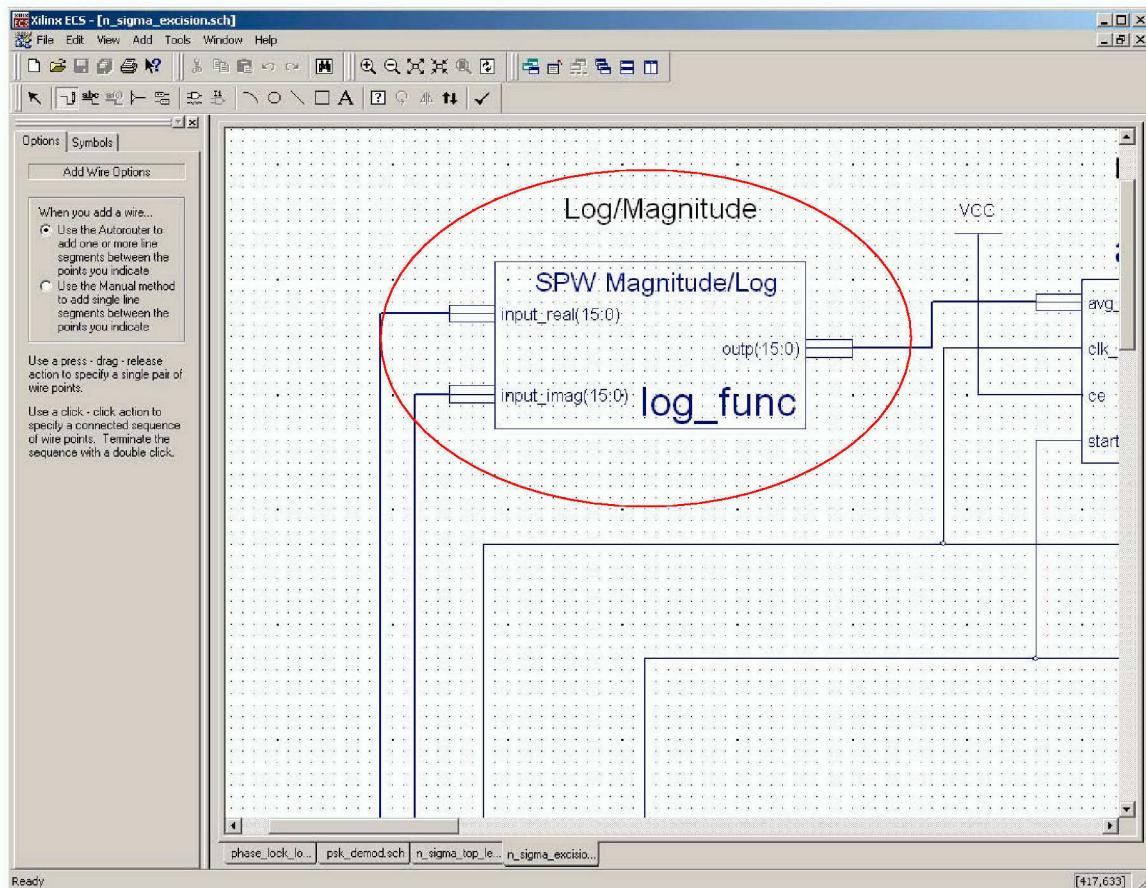 Xilinx ECS - [n_sigma_excision.sch]
File Edit View Add Tools Window Help
abc
A
Options Symbols
Add Wire Options
When you add a wire...
Use the Autorouter to
add one or more line
segments between the
points you indicate
Use the Manual method
to add single line
segments between the
points you indicate
Use a press - drag - release
action to specify a single pair of
wire points.
Use a click - click action to
specify a connected sequence
of wire points. Terminate the
sequence with a double click.
Log/Magnitude
VCC
SPW Magnitude/Log
input_real(15:0)
outp(15:0)
input_imag(15:0)
log_func
avg_
clk_
ce
start
phase_lock_lo... psk_demod.sch n_sigma_top_le... n_sigma_excisio...
Ready
[417,633]